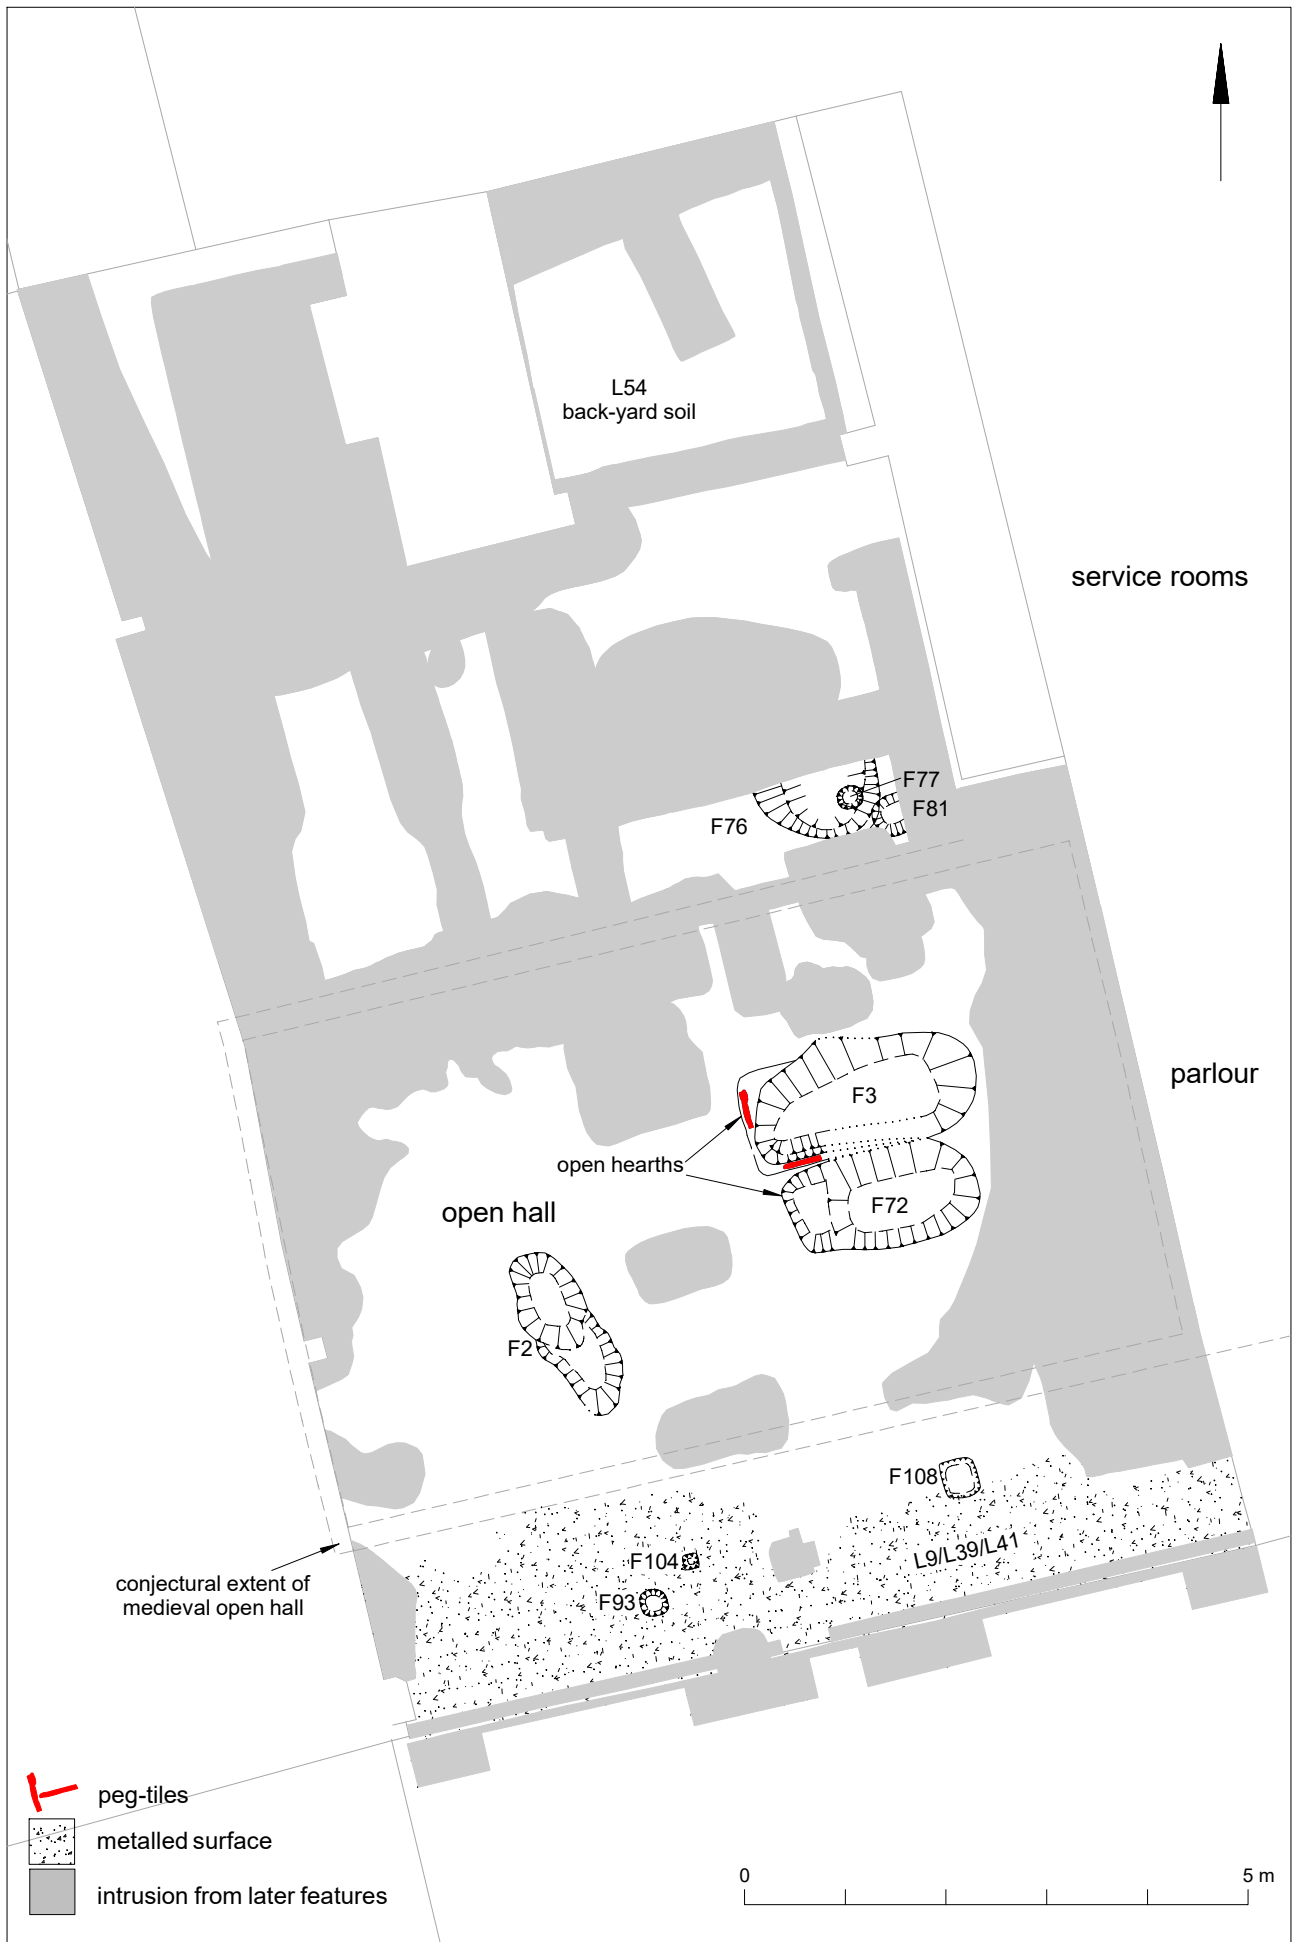 L54
back-yard soil
service rooms
F77
F81
F76
parlour
F3
open hearths
F72
open hall
F2
F108
L9/L39/L41
F104
F93
conjectural extent of
medieval open hall
peg-tiles
metalled surface
intrusion from later features
0
5 m